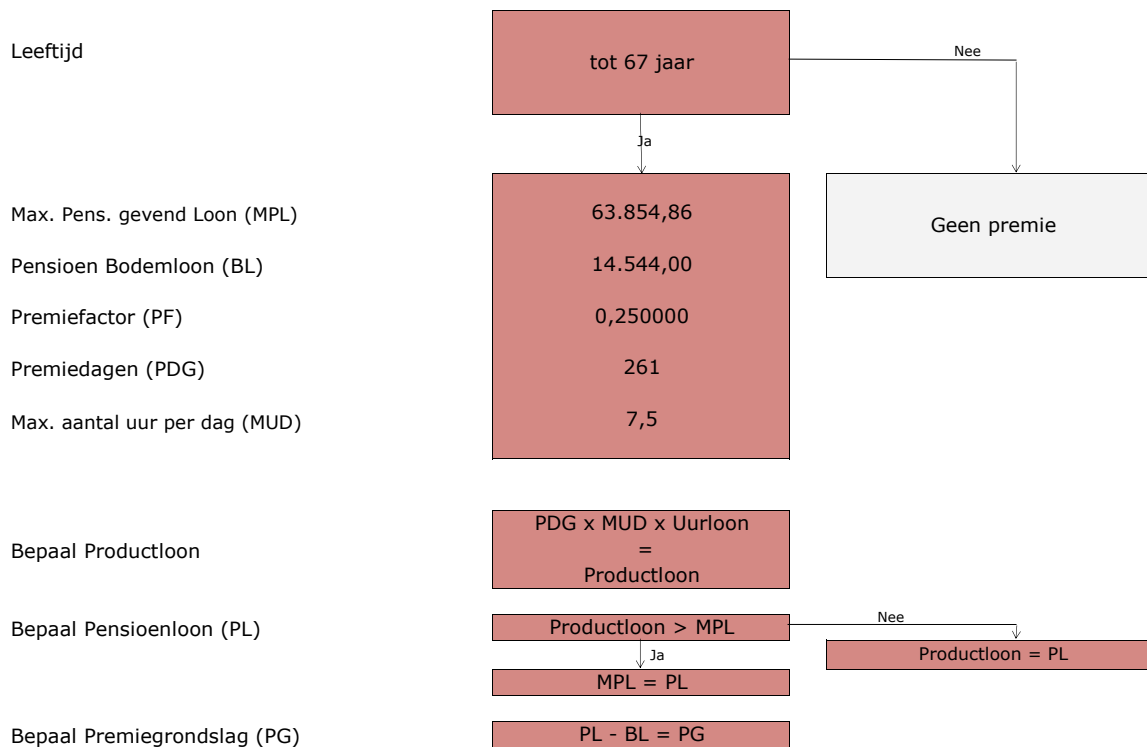 Leeftijd
tot 67 jaar
Nee
Ja
Max. Pens. gevend Loon (MPL)
63.854,86
Geen premie
Pensioen Bodemloon (BL)
14.544,00
Premiefactor (PF)
0,250000
Premiedagen (PDG)
261
Max. aantal uur per dag (MUD)
7,5
Bepaal Productloon
PDG x MUD x Uurloon
=
Productloon
Bepaal Pensioenloon (PL)
Productloon > MPL
Nee
Productloon = PL
Ja
MPL = PL
Bepaal Premiegrondslag (PG)
PL - BL = PG